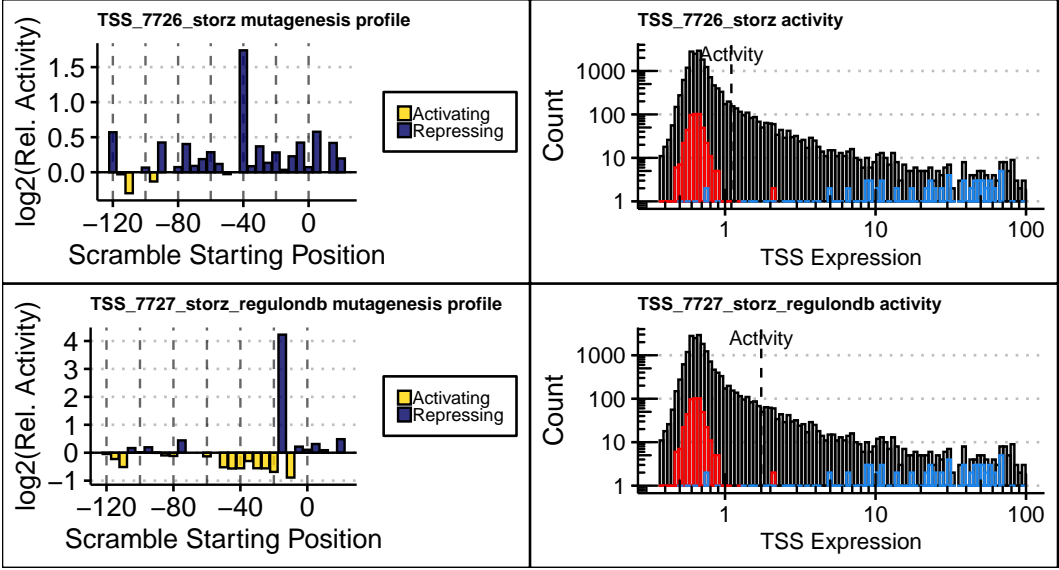 TSS_7726_storz mutagenesis profile
log2(Rel. Activity)
1.5
1.0
0.5
0.0
−120
−80
−40
0
Scramble Starting Position
Activating
Repressing
TSS_7726_storz activity
Activity
Count
1000
100
10
1
1
10
100
TSS Expression
TSS_7727_storz_regulondb mutagenesis profile
log2(Rel. Activity)
4
3
2
1
0
−1
−120
−80
−40
0
Scramble Starting Position
Activating
Repressing
TSS_7727_storz_regulondb activity
Activity
Count
1000
100
10
1
1
10
100
TSS Expression